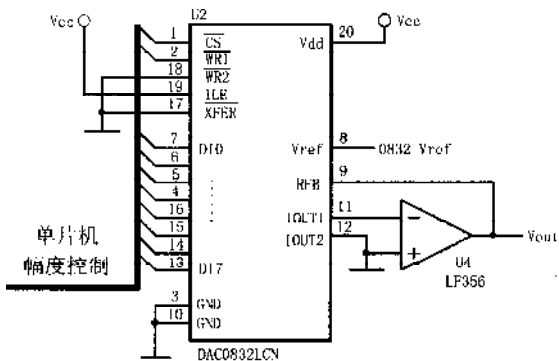 U2
Vcc
1
CS
Vdd
20
Vcc
2
WR1
18
WR2
19
ILE
17
XFER
7
DI0
Vref
8
0832 Vref
6
5
RFB
9
4
16
IOUT1
11
15
IOUT2
12
14
13
DI7
单片机
幅度控制
U4
LF356
Vout
3
GND
10
GND
DAC0832LCN